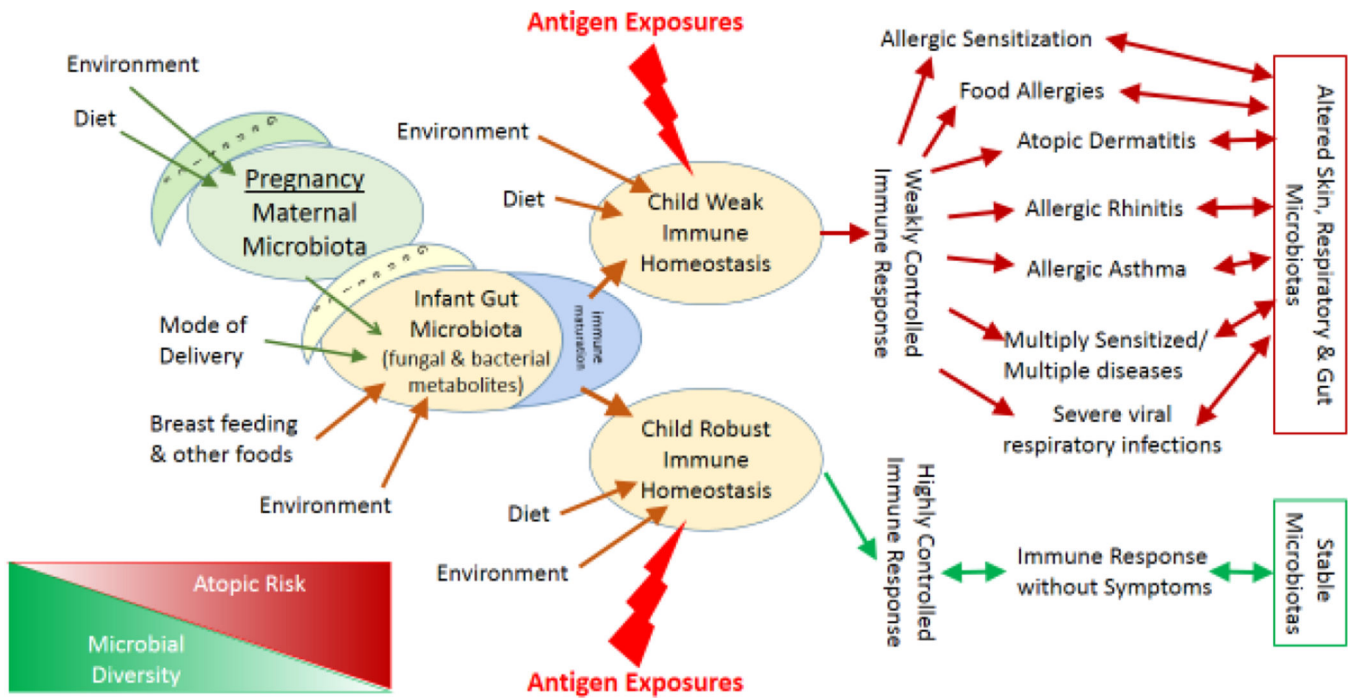 Antigen Exposures
Environment
Diet
Genetics
Pregnancy
Maternal
Microbiota
Genetics
Infant Gut
Microbiota
(fungal & bacterial
metabolites)
immune
maturation
Mode of
Delivery
Breast feeding
& other foods
Environment
Environment
Diet
Child Weak
Immune
Homeostasis
Child Robust
Immune
Homeostasis
Diet
Environment
Antigen Exposures
Weakly Controlled
Immune Response
Allergic Sensitization
Food Allergies
Atopic Dermatitis
Allergic Rhinitis
Allergic Asthma
Multiply Sensitized/
Multiple diseases
Severe viral
respiratory infections
Altered Skin, Respiratory & Gut
Microbiotas
Highly Controlled
Immune Response
Immune Response
without Symptoms
Stable
Microbiotas
Atopic Risk
Microbial
Diversity